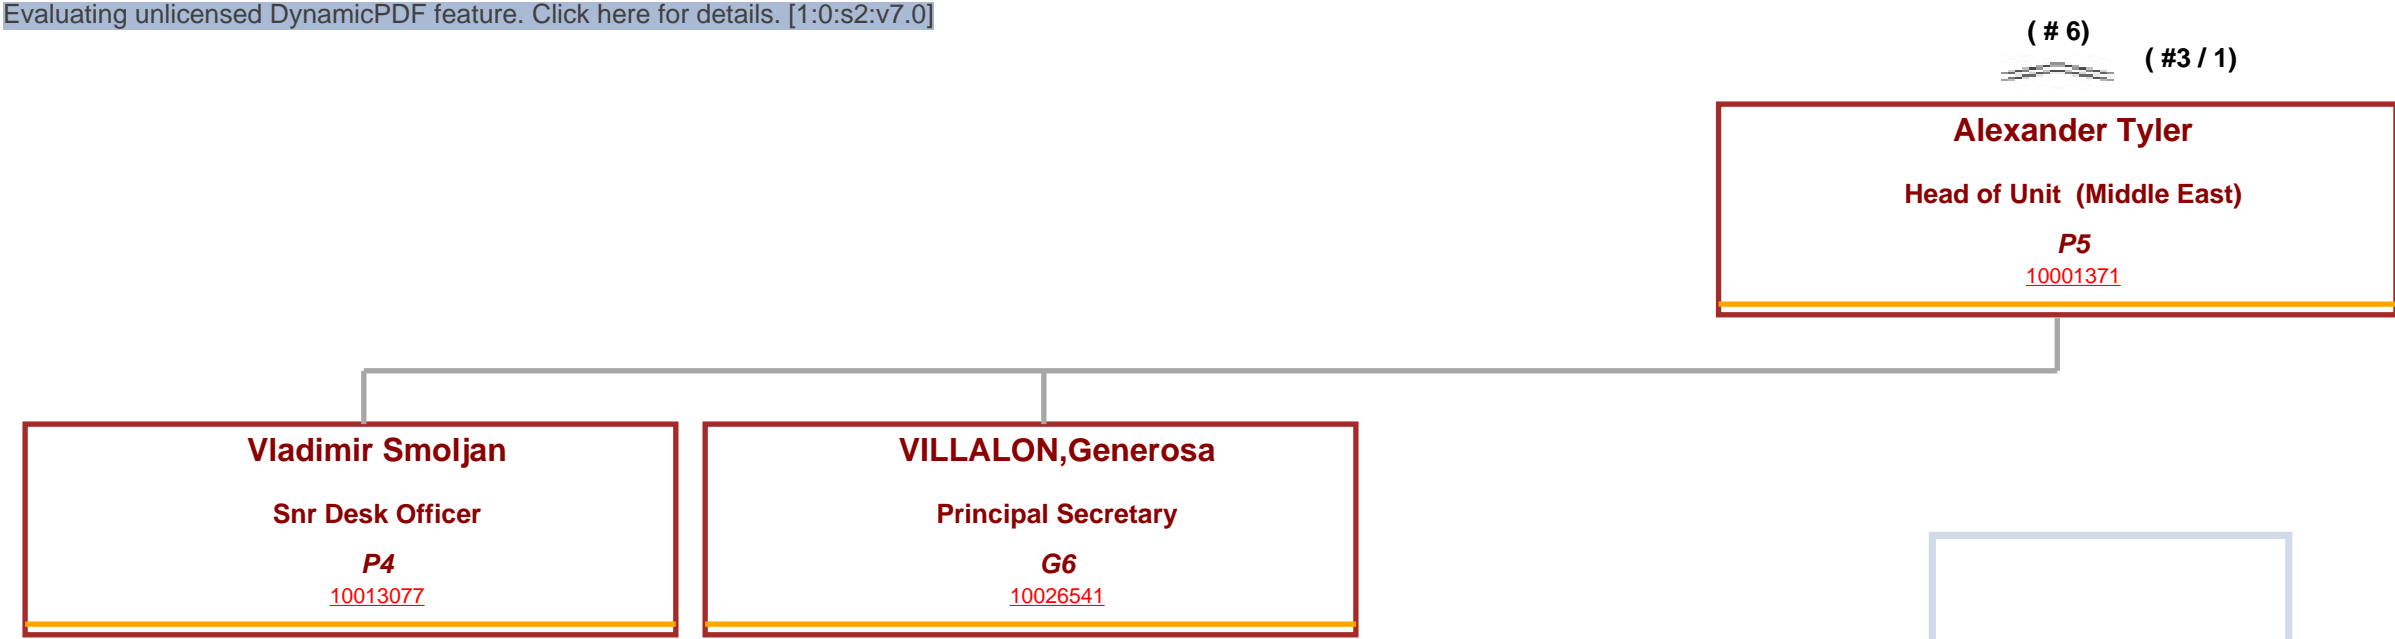 Evaluating unlicensed DynamicPDF feature. Click here for details. [1:0:s2:v7.0]
( # 6)
( #3 / 1)
Alexander Tyler
Head of Unit  (Middle East)
P5
10001371
Vladimir Smoljan
Snr Desk Officer
P4
10013077
VILLALON,Generosa
Principal Secretary
G6
10026541